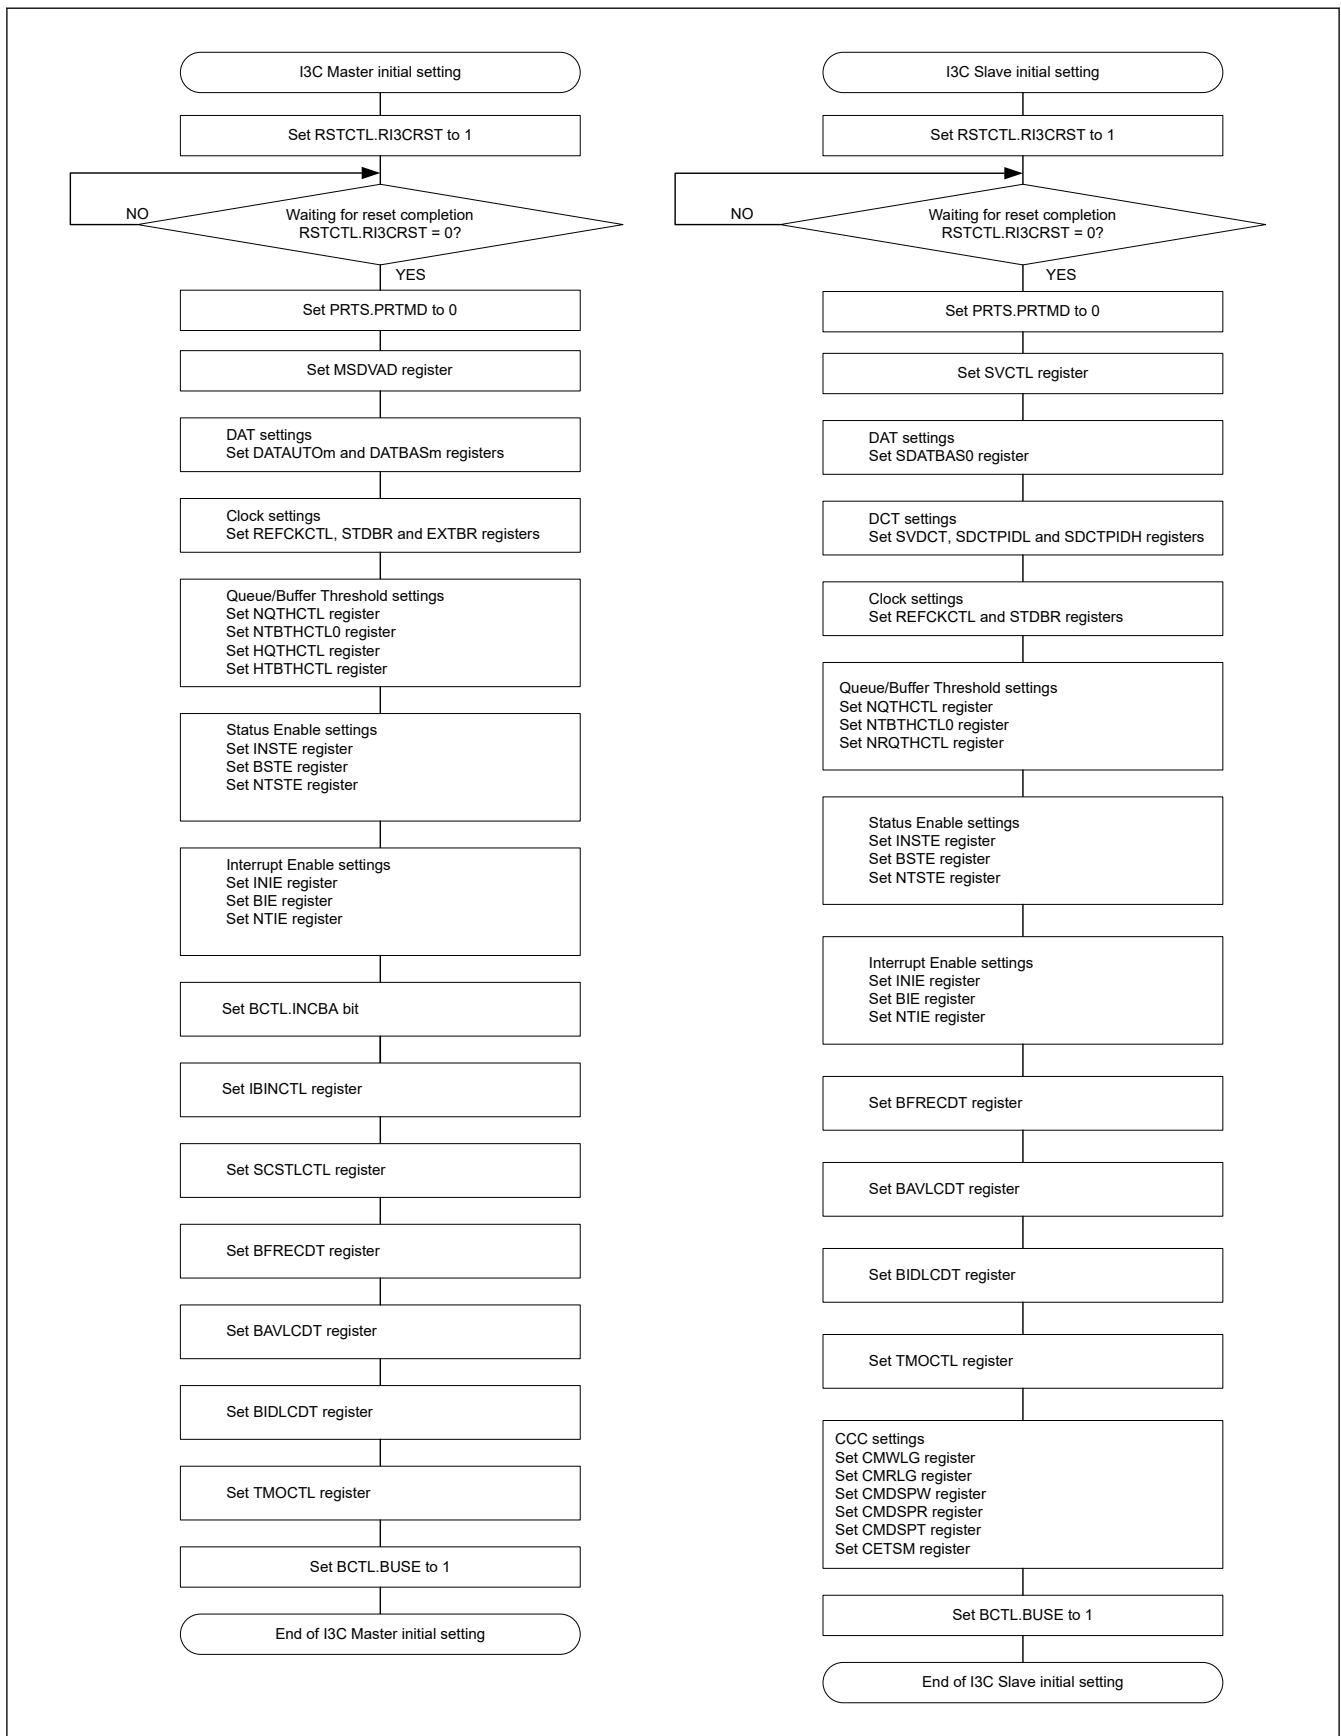 I3C Master initial setting
Set RSTCTL.RI3CRST to 1
NO
Waiting for reset completion
RSTCTL.RI3CRST = 0?
YES
Set PRTS.PRTMD to 0
Set MSDVAD register
DAT settings
Set DATAUTOm and DATBASm registers
Clock settings
Set REFCKCTL, STDBR and EXTBR registers
Queue/Buffer Threshold settings
Set NQTHCTL register
Set NTBTHCTL0 register
Set HQTHCTL register
Set HTBTHCTL register
Status Enable settings
Set INSTE register
Set BSTE register
Set NTSTE register
Interrupt Enable settings
Set INIE register
Set BIE register
Set NTIE register
Set BCTL.INCBA bit
Set IBINCTL register
Set SCSTLCTL register
Set BFRECDT register
Set BAVLCDT register
Set BIDLCDT register
Set TMOCTL register
Set BCTL.BUSE to 1
End of I3C Master initial setting
I3C Slave initial setting
Set RSTCTL.RI3CRST to 1
NO
Waiting for reset completion
RSTCTL.RI3CRST = 0?
YES
Set PRTS.PRTMD to 0
Set SVCTL register
DAT settings
Set SDATBAS0 register
DCT settings
Set SVDCT, SDCTPIDL and SDCTPIDH registers
Clock settings
Set REFCKCTL and STDBR registers
Queue/Buffer Threshold settings
Set NQTHCTL register
Set NTBTHCTL0 register
Set NRQTHCTL register
Status Enable settings
Set INSTE register
Set BSTE register
Set NTSTE register
Interrupt Enable settings
Set INIE register
Set BIE register
Set NTIE register
Set BFRECDT register
Set BAVLCDT register
Set BIDLCDT register
Set TMOCTL register
CCC settings
Set CMWLG register
Set CMRLG register
Set CMDSPW register
Set CMDSPR register
Set CMDSPT register
Set CETSM register
Set BCTL.BUSE to 1
End of I3C Slave initial setting